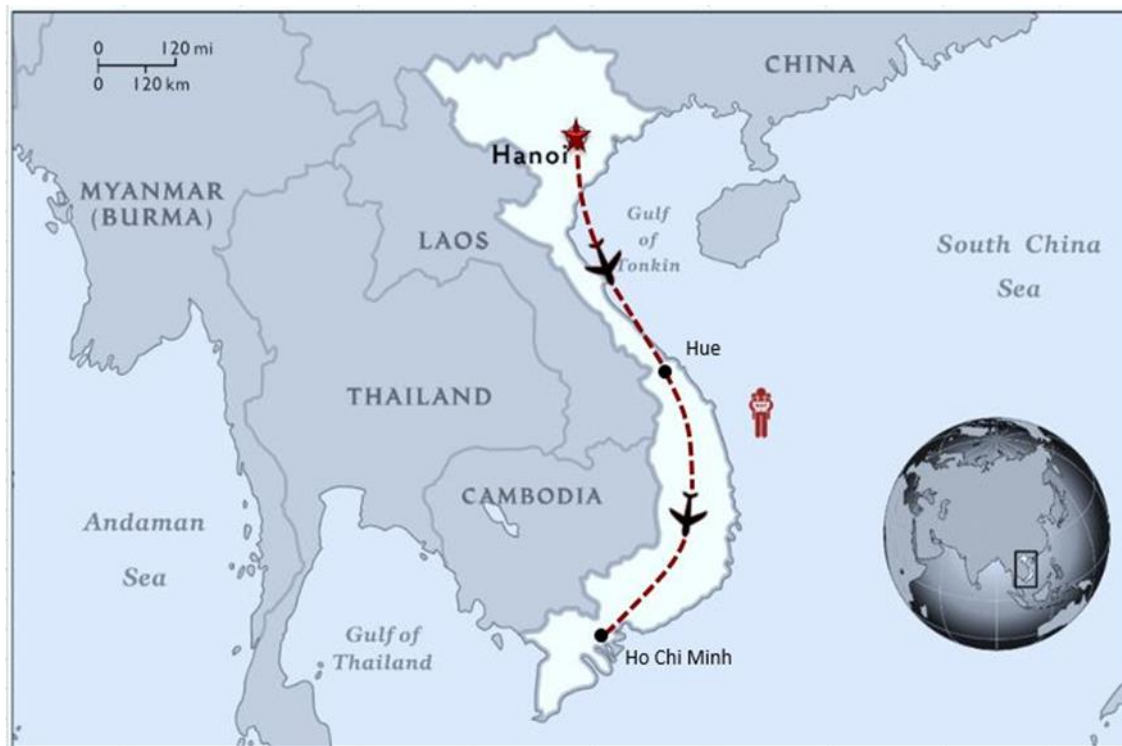 0 120 mi
0 120 km
CHINA
Hanoi
MYANMAR
(BURMA)
LAOS
Gulf
of
Tonkin
South China
Sea
Hue
THAILAND
CAMBODIA
Andaman
Sea
Gulf of
Thailand
Ho Chi Minh